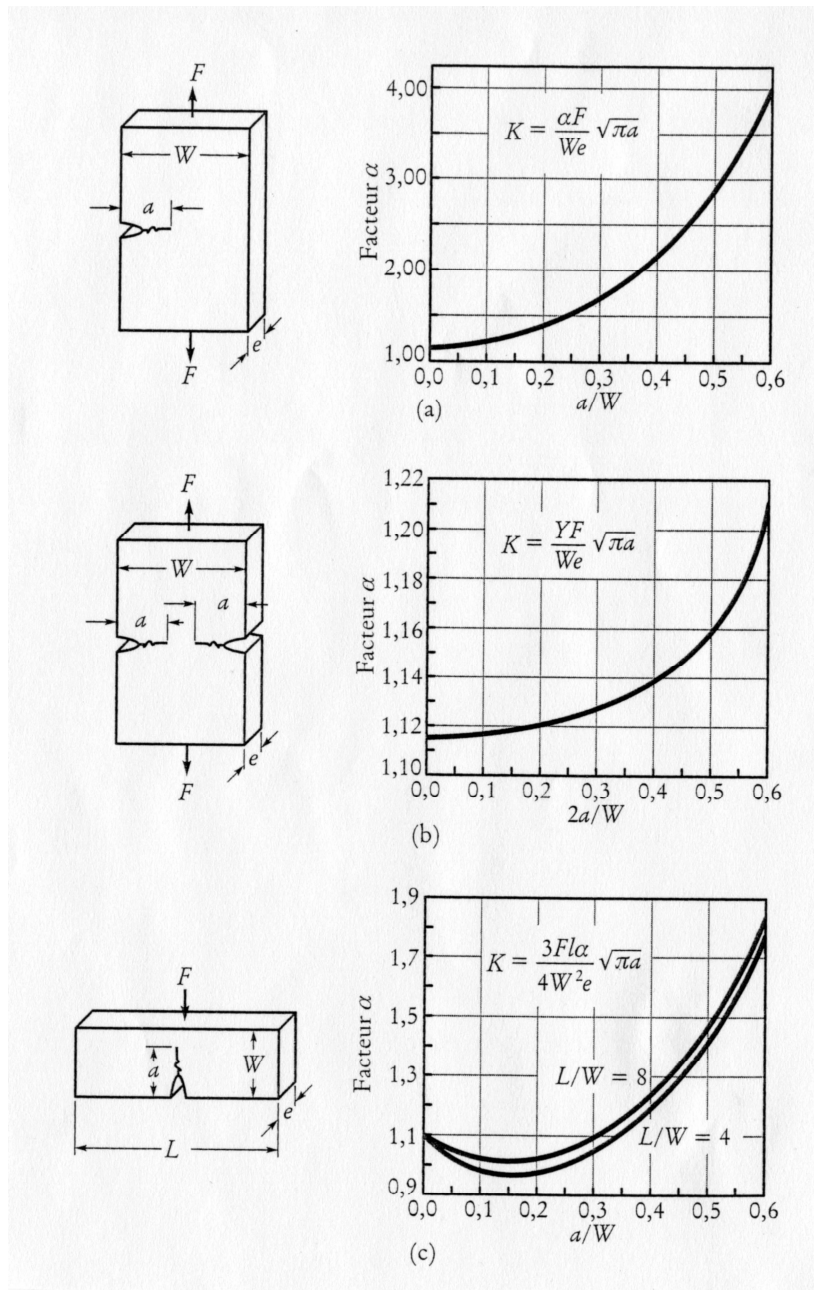 F
W
a
e
F
Facteur α
4,00
3,00
2,00
1,00
K = αF/We √πa
0,0 0,1 0,2 0,3 0,4 0,5 0,6
a/W
(a)
F
W
a a
e
F
Facteur α
1,22
1,20
1,18
1,16
1,14
1,12
1,10
K = YF/We √πa
0,0 0,1 0,2 0,3 0,4 0,5 0,6
2a/W
(b)
F
a W
e
L
Facteur α
1,9
1,7
1,5
1,3
1,1
0,9
K = 3Flα/4W²e √πa
L/W = 8
L/W = 4
0,0 0,1 0,2 0,3 0,4 0,5 0,6
a/W
(c)